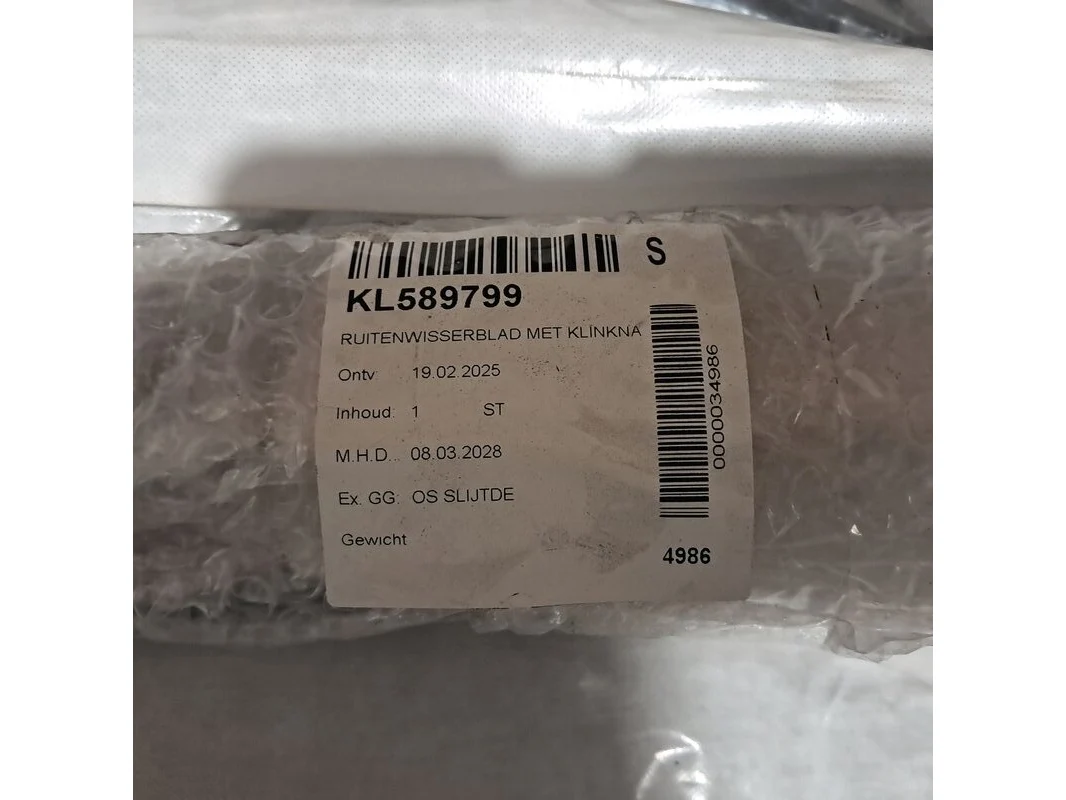 S
KL589799
RUITENWISSERBLAD MET KLINKNA
Ontv 19.02.2025
Inhoud: 1 ST
M.H.D... 08.03.2028
Ex. GG: OS SLIJTDE
Gewicht
0000034986
4986